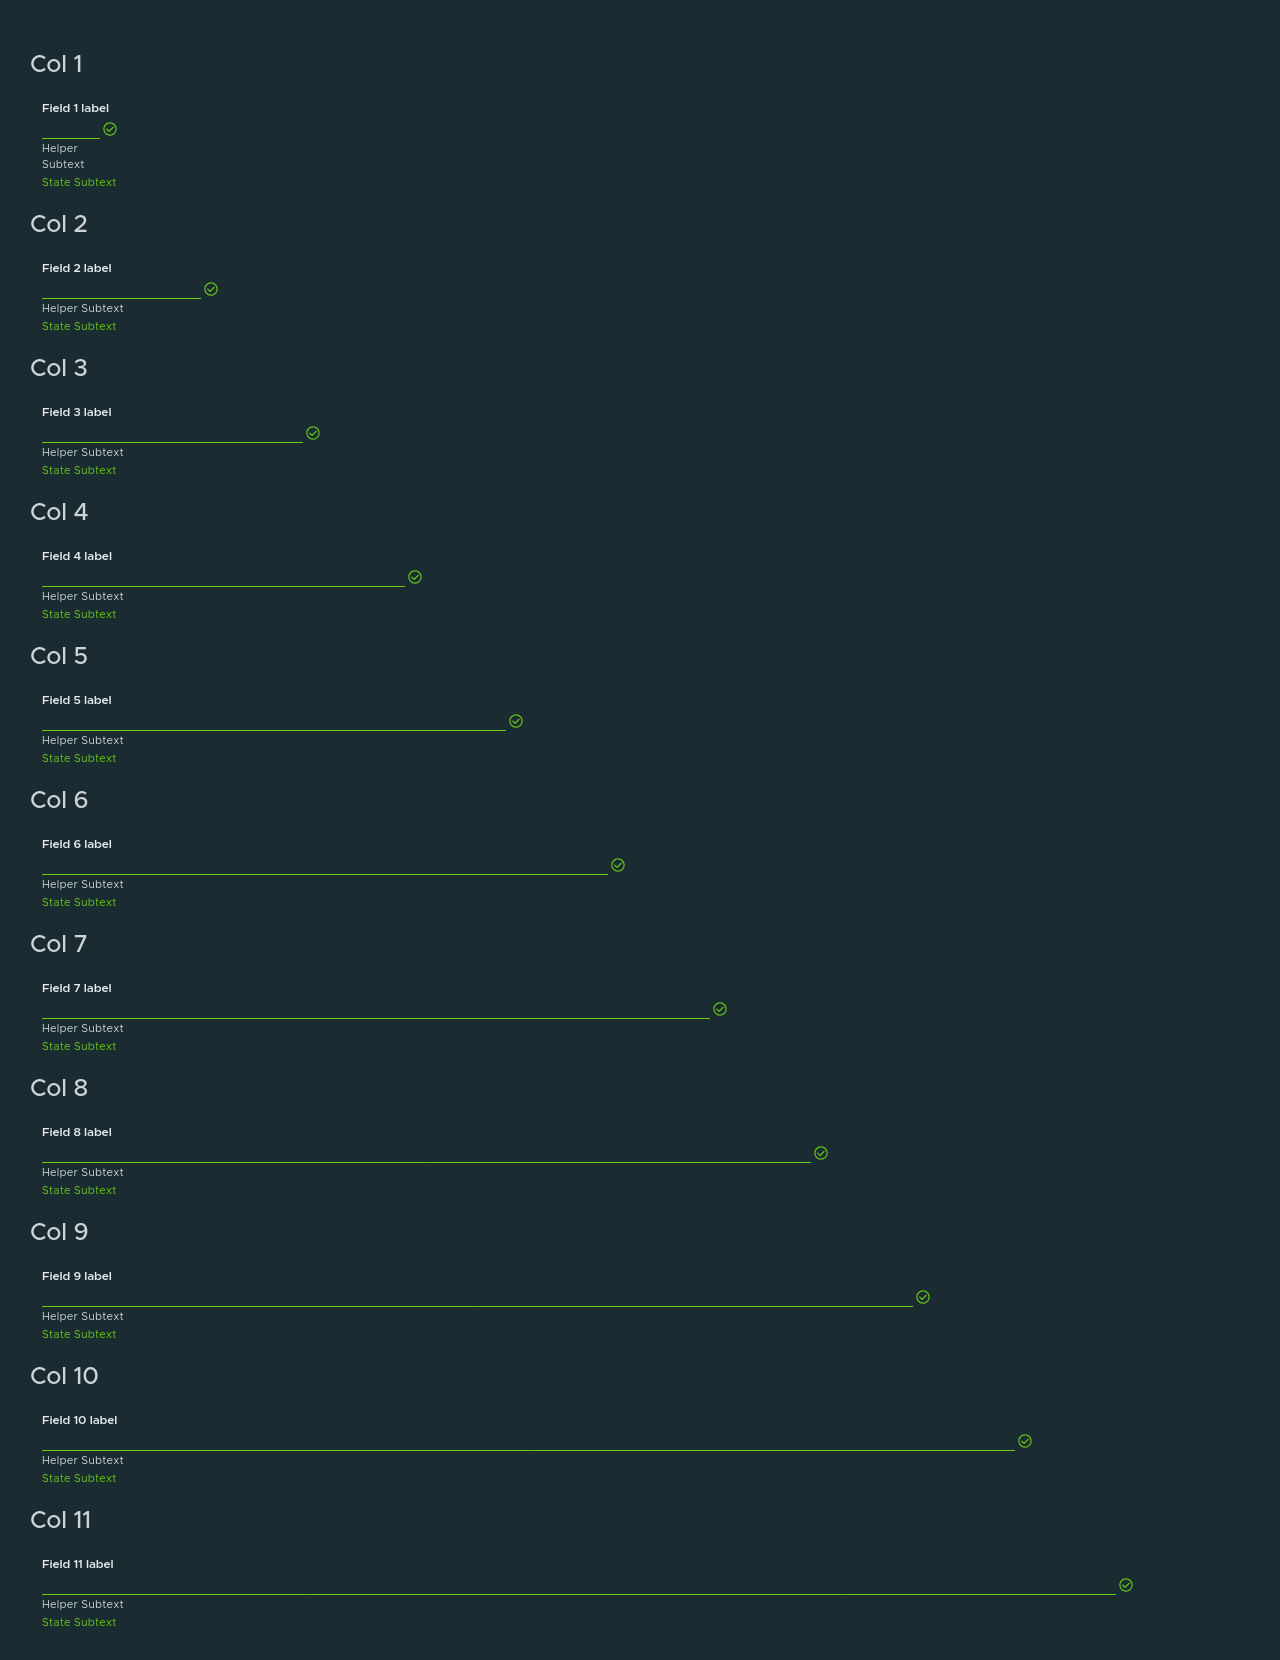 Col 1
Field 1 label
Helper
Subtext
State Subtext
Col 2
Field 2 label
Helper Subtext
State Subtext
Col 3
Field 3 label
Helper Subtext
State Subtext
Col 4
Field 4 label
Helper Subtext
State Subtext
Col 5
Field 5 label
Helper Subtext
State Subtext
Col 6
Field 6 label
Helper Subtext
State Subtext
Col 7
Field 7 label
Helper Subtext
State Subtext
Col 8
Field 8 label
Helper Subtext
State Subtext
Col 9
Field 9 label
Helper Subtext
State Subtext
Col 10
Field 10 label
Helper Subtext
State Subtext
Col 11
Field 11 label
Helper Subtext
State Subtext